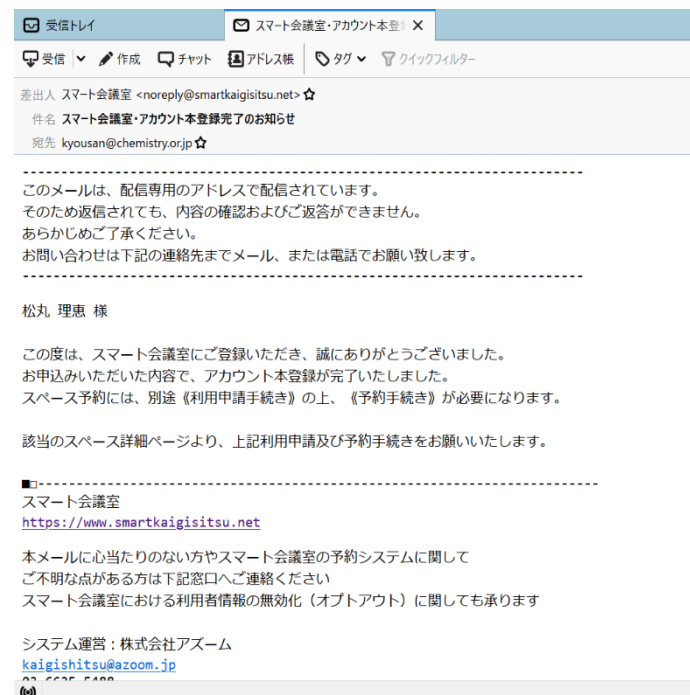 受信トレイ
スマート会議室・アカウント本登
受信 作成 チャット アドレス帳 タグ クイックフィルター
差出人 スマート会議室 <noreply@smartkaigisitsu.net>
件名 スマート会議室・アカウント本登録完了のお知らせ
宛先 kyousan@chemistry.or.jp
-----------------------------------------------------------------------
このメールは、配信専用のアドレスで配信されています。
そのため返信されても、内容の確認およびご返答ができません。
あらかじめご了承ください。
お問い合わせは下記の連絡先までメール、または電話でお願い致します。
-----------------------------------------------------------------------
松丸 理恵 様
この度は、スマート会議室にご登録いただき、誠にありがとうございました。
お申込みいただいた内容で、アカウント本登録が完了いたしました。
スペース予約には、別途《利用申請手続き》の上、《予約手続き》が必要になります。
該当のスペース詳細ページより、上記利用申請及び予約手続きをお願いいたします。
■□-----------------------------------------------------------------------
スマート会議室
https://www.smartkaigisitsu.net
本メールに心当たりのない方やスマート会議室の予約システムに関して
ご不明な点がある方は下記窓口へご連絡ください
スマート会議室における利用者情報の無効化（オプトアウト）に関しても承ります
システム運営：株式会社アズーム
kaigishitsu@azoom.jp